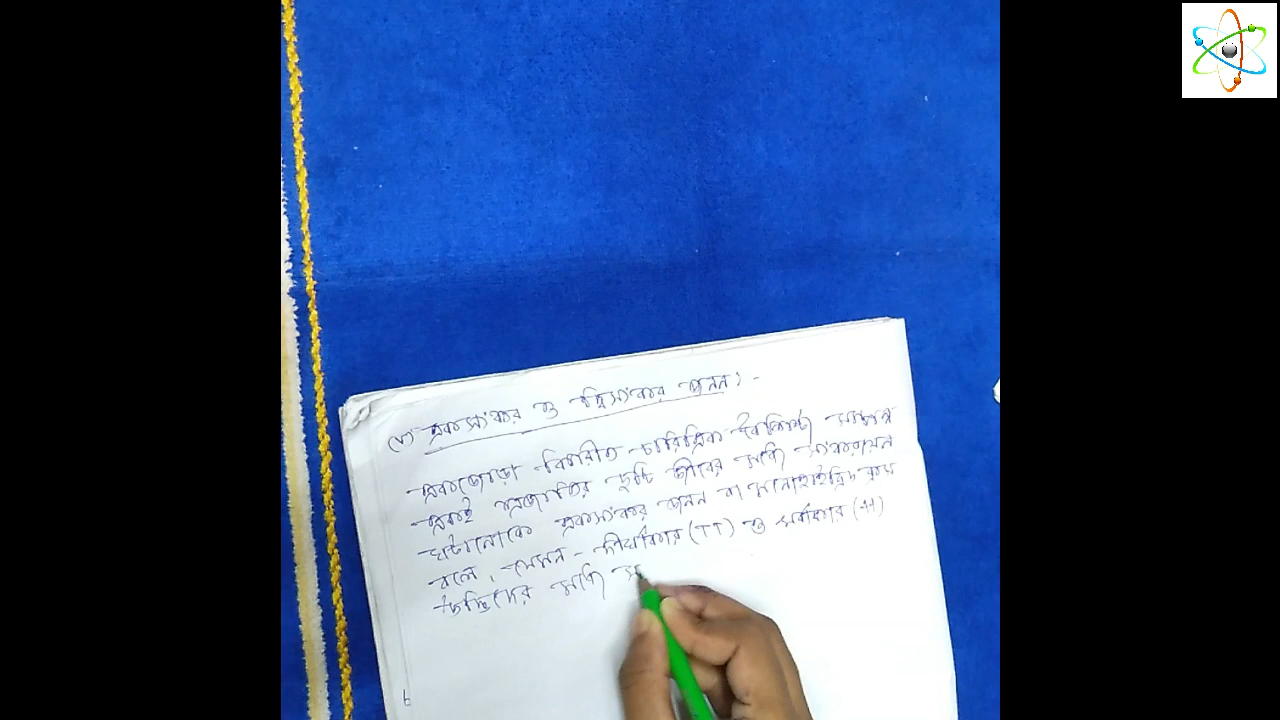 (৮) একসংকর ও দ্বিসংকর জনন:-
একজোড়া বিপরীত চারিত্রিক বৈশিষ্ট্য সম্পন্ন
একই প্রজাতির দুটি জীবের মধ্যে সংকরায়ন
ঘটানোকে একসংকর জনন বা মনোহাইব্রিড ক্রস
বলে। যেমন - দীর্ঘাকার (TT) ও খর্বাকার (tt)
উদ্ভিদের মধ্যে স